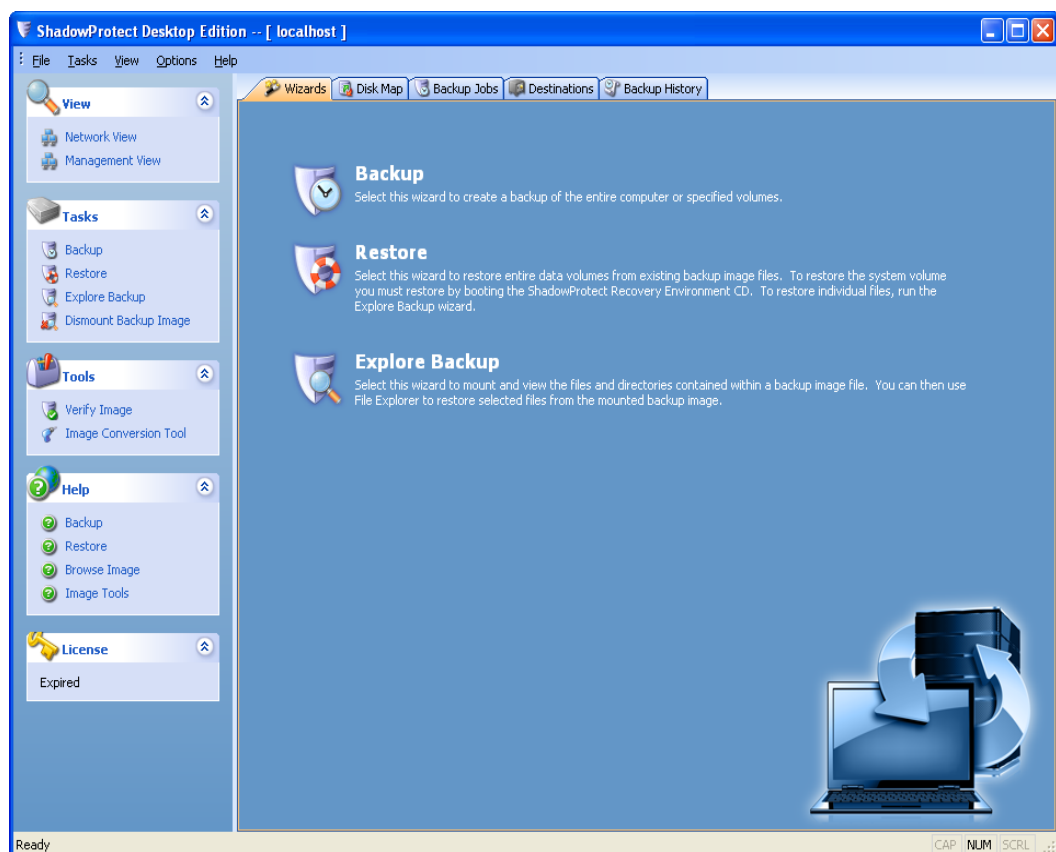 ShadowProtect Desktop Edition -- [ localhost ]
File Tasks View Options Help
View
Network View
Management View
Tasks
Backup
Restore
Explore Backup
Dismount Backup Image
Tools
Verify Image
Image Conversion Tool
Help
Backup
Restore
Browse Image
Image Tools
License
Expired
Wizards Disk Map Backup Jobs Destinations Backup History
Backup
Select this wizard to create a backup of the entire computer or specified volumes.
Restore
Select this wizard to restore entire data volumes from existing backup image files. To restore the system volume
you must restore by booting the ShadowProtect Recovery Environment CD. To restore individual files, run the
Explore Backup wizard.
Explore Backup
Select this wizard to mount and view the files and directories contained within a backup image file. You can then use
File Explorer to restore selected files from the mounted backup image.
Ready
CAP NUM SCRL